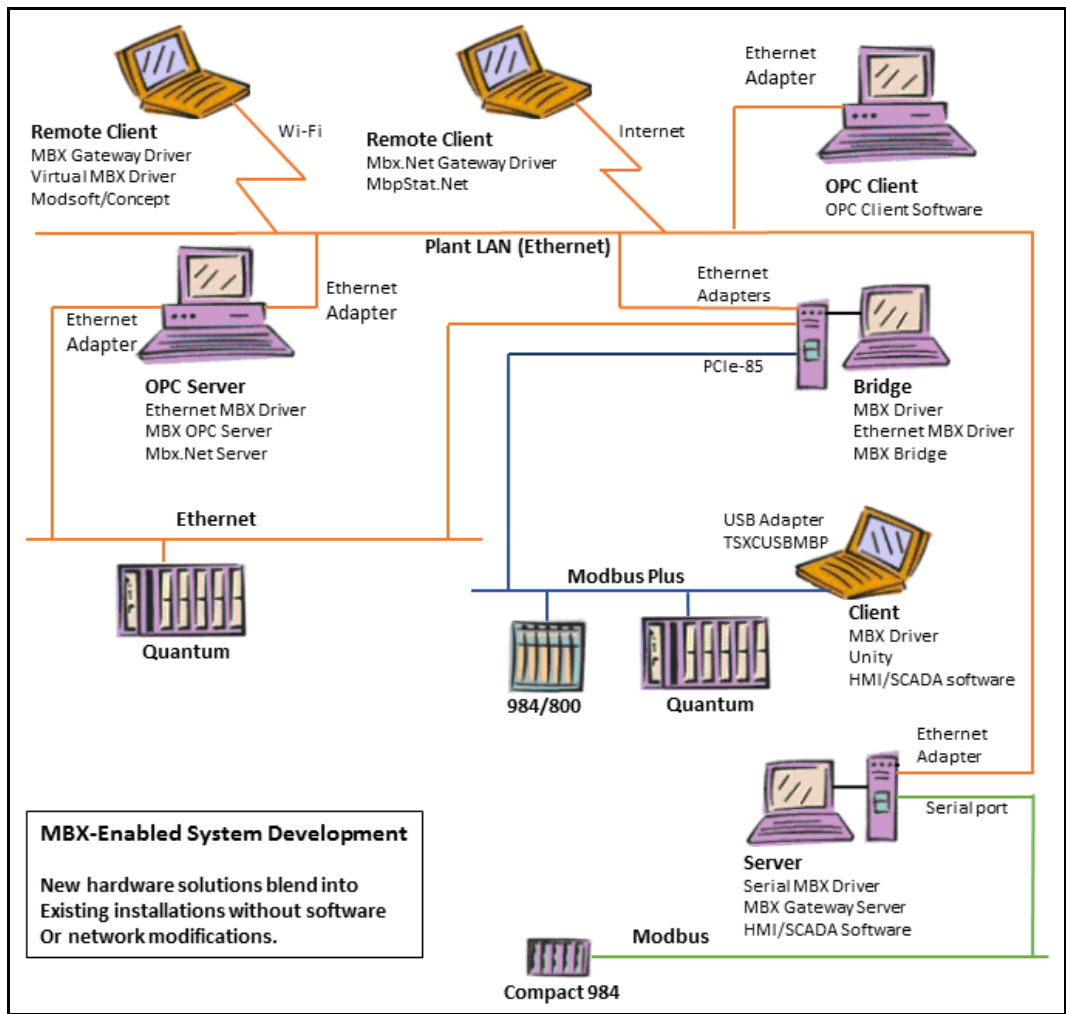 Remote Client
MBX Gateway Driver
Virtual MBX Driver
Modsoft/Concept
Wi-Fi
Remote Client
Mbx.Net Gateway Driver
MbpStat.Net
Internet
Ethernet
Adapter
OPC Client
OPC Client Software
Plant LAN (Ethernet)
Ethernet
Adapter
Ethernet
Adapter
OPC Server
Ethernet MBX Driver
MBX OPC Server
Mbx.Net Server
Ethernet
Adapters
PCIe-85
Bridge
MBX Driver
Ethernet MBX Driver
MBX Bridge
Ethernet
Quantum
USB Adapter
TSXCUSBMBP
Modbus Plus
Client
MBX Driver
Unity
HMI/SCADA software
984/800
Quantum
Ethernet
Adapter
Serial port
Server
Serial MBX Driver
MBX Gateway Server
HMI/SCADA Software
MBX-Enabled System Development
New hardware solutions blend into
Existing installations without software
Or network modifications.
Modbus
Compact 984